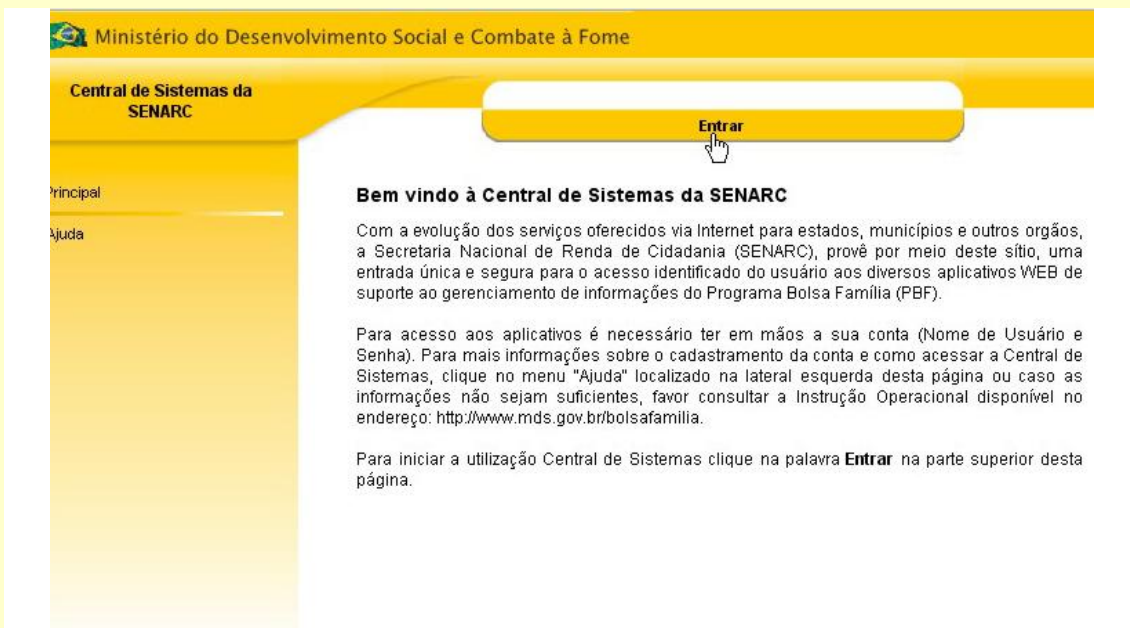 Ministério do Desenvolvimento Social e Combate à Fome
Central de Sistemas da
SENARC
Entrar
Principal
Ajuda
Bem vindo à Central de Sistemas da SENARC
Com a evolução dos serviços oferecidos via Internet para estados, municípios e outros orgãos,
a Secretaria Nacional de Renda de Cidadania (SENARC), provê por meio deste sítio, uma
entrada única e segura para o acesso identificado do usuário aos diversos aplicativos WEB de
suporte ao gerenciamento de informações do Programa Bolsa Família (PBF).
Para acesso aos aplicativos é necessário ter em mãos a sua conta (Nome de Usuário e
Senha). Para mais informações sobre o cadastramento da conta e como acessar a Central de
Sistemas, clique no menu "Ajuda" localizado na lateral esquerda desta página ou caso as
informações não sejam suficientes, favor consultar a Instrução Operacional disponível no
endereço: http://www.mds.gov.br/bolsafamilia.
Para iniciar a utilização Central de Sistemas clique na palavra Entrar na parte superior desta
página.